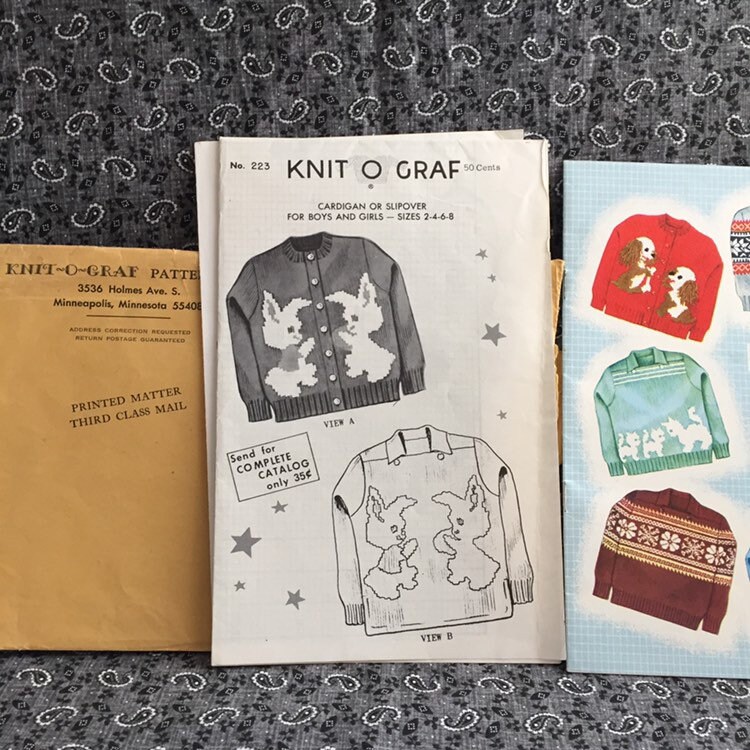 KNIT~O~GRAF
3536 Holmes Ave. S.
Minneapolis, Minnesota
ADDRESS CORRECTION REQUESTED
RETURN POSTAGE GUARANTEED
PRINTED MATTER
THIRD CLASS MAIL
No. 223 KNIT O GRAF 50 Cents
®
CARDIGAN OR SLIPOVER
FOR BOYS AND GIRLS — SIZES 2-4-6-8
VIEW A
Send for
COMPLETE
CATALOG
only 35¢
VIEW B